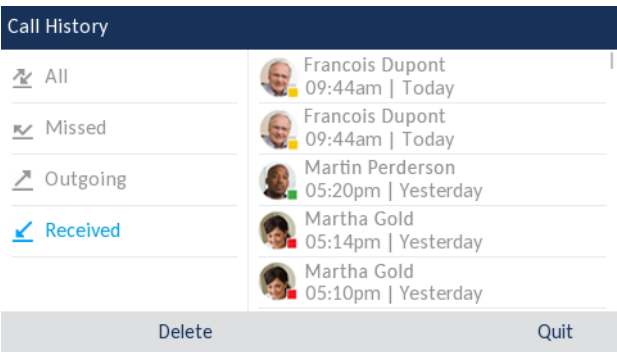 Call History
All
Missed
Outgoing
Received
Francois Dupont
09:44am | Today
Francois Dupont
09:44am | Today
Martin Perderson
05:20pm | Yesterday
Martha Gold
05:14pm | Yesterday
Martha Gold
05:10pm | Yesterday
Delete
Quit